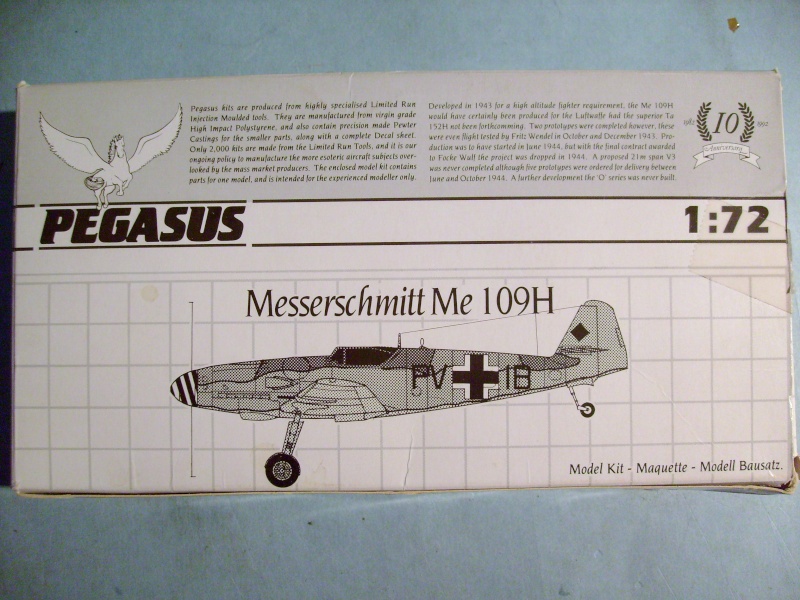 Pegasus kits are produced from highly specialised Limited Run
Injection Moulded tools. They are manufactured from virgin grade
High Impact Polystyrene, and also contain precision made Pewter
Castings for the smaller parts, along with a complete Decal sheet.
Only 2,000 kits are made from the Limited Run Tools, and it is our
ongoing policy to manufacture the more esoteric aircraft subjects over-
looked by the mass market producers. The enclosed model kit contains
parts for one model, and is intended for the experienced modeller only.
Developed in 1943 for a high altitude fighter requirement, the Me 109H
would have certainly been produced for the Luftwaffe had the superior Ta
152H not been forthcomming. Two prototypes were completed however, these
were even flight tested by Fritz Wendel in October and December 1943. Pro-
duction was to have started in June 1944, but with the final contract awarded
to Focke Wulf the project was dropped in 1944. A proposed 21m span V3
was never completed although five prototypes were ordered for delivery between
June and October 1944. A further development the 'O' series was never built.
1983 10 1992
Anniversary
PEGASUS
1:72
Messerschmitt Me 109H
PV IB
Model Kit - Maquette - Modell Bausatz.